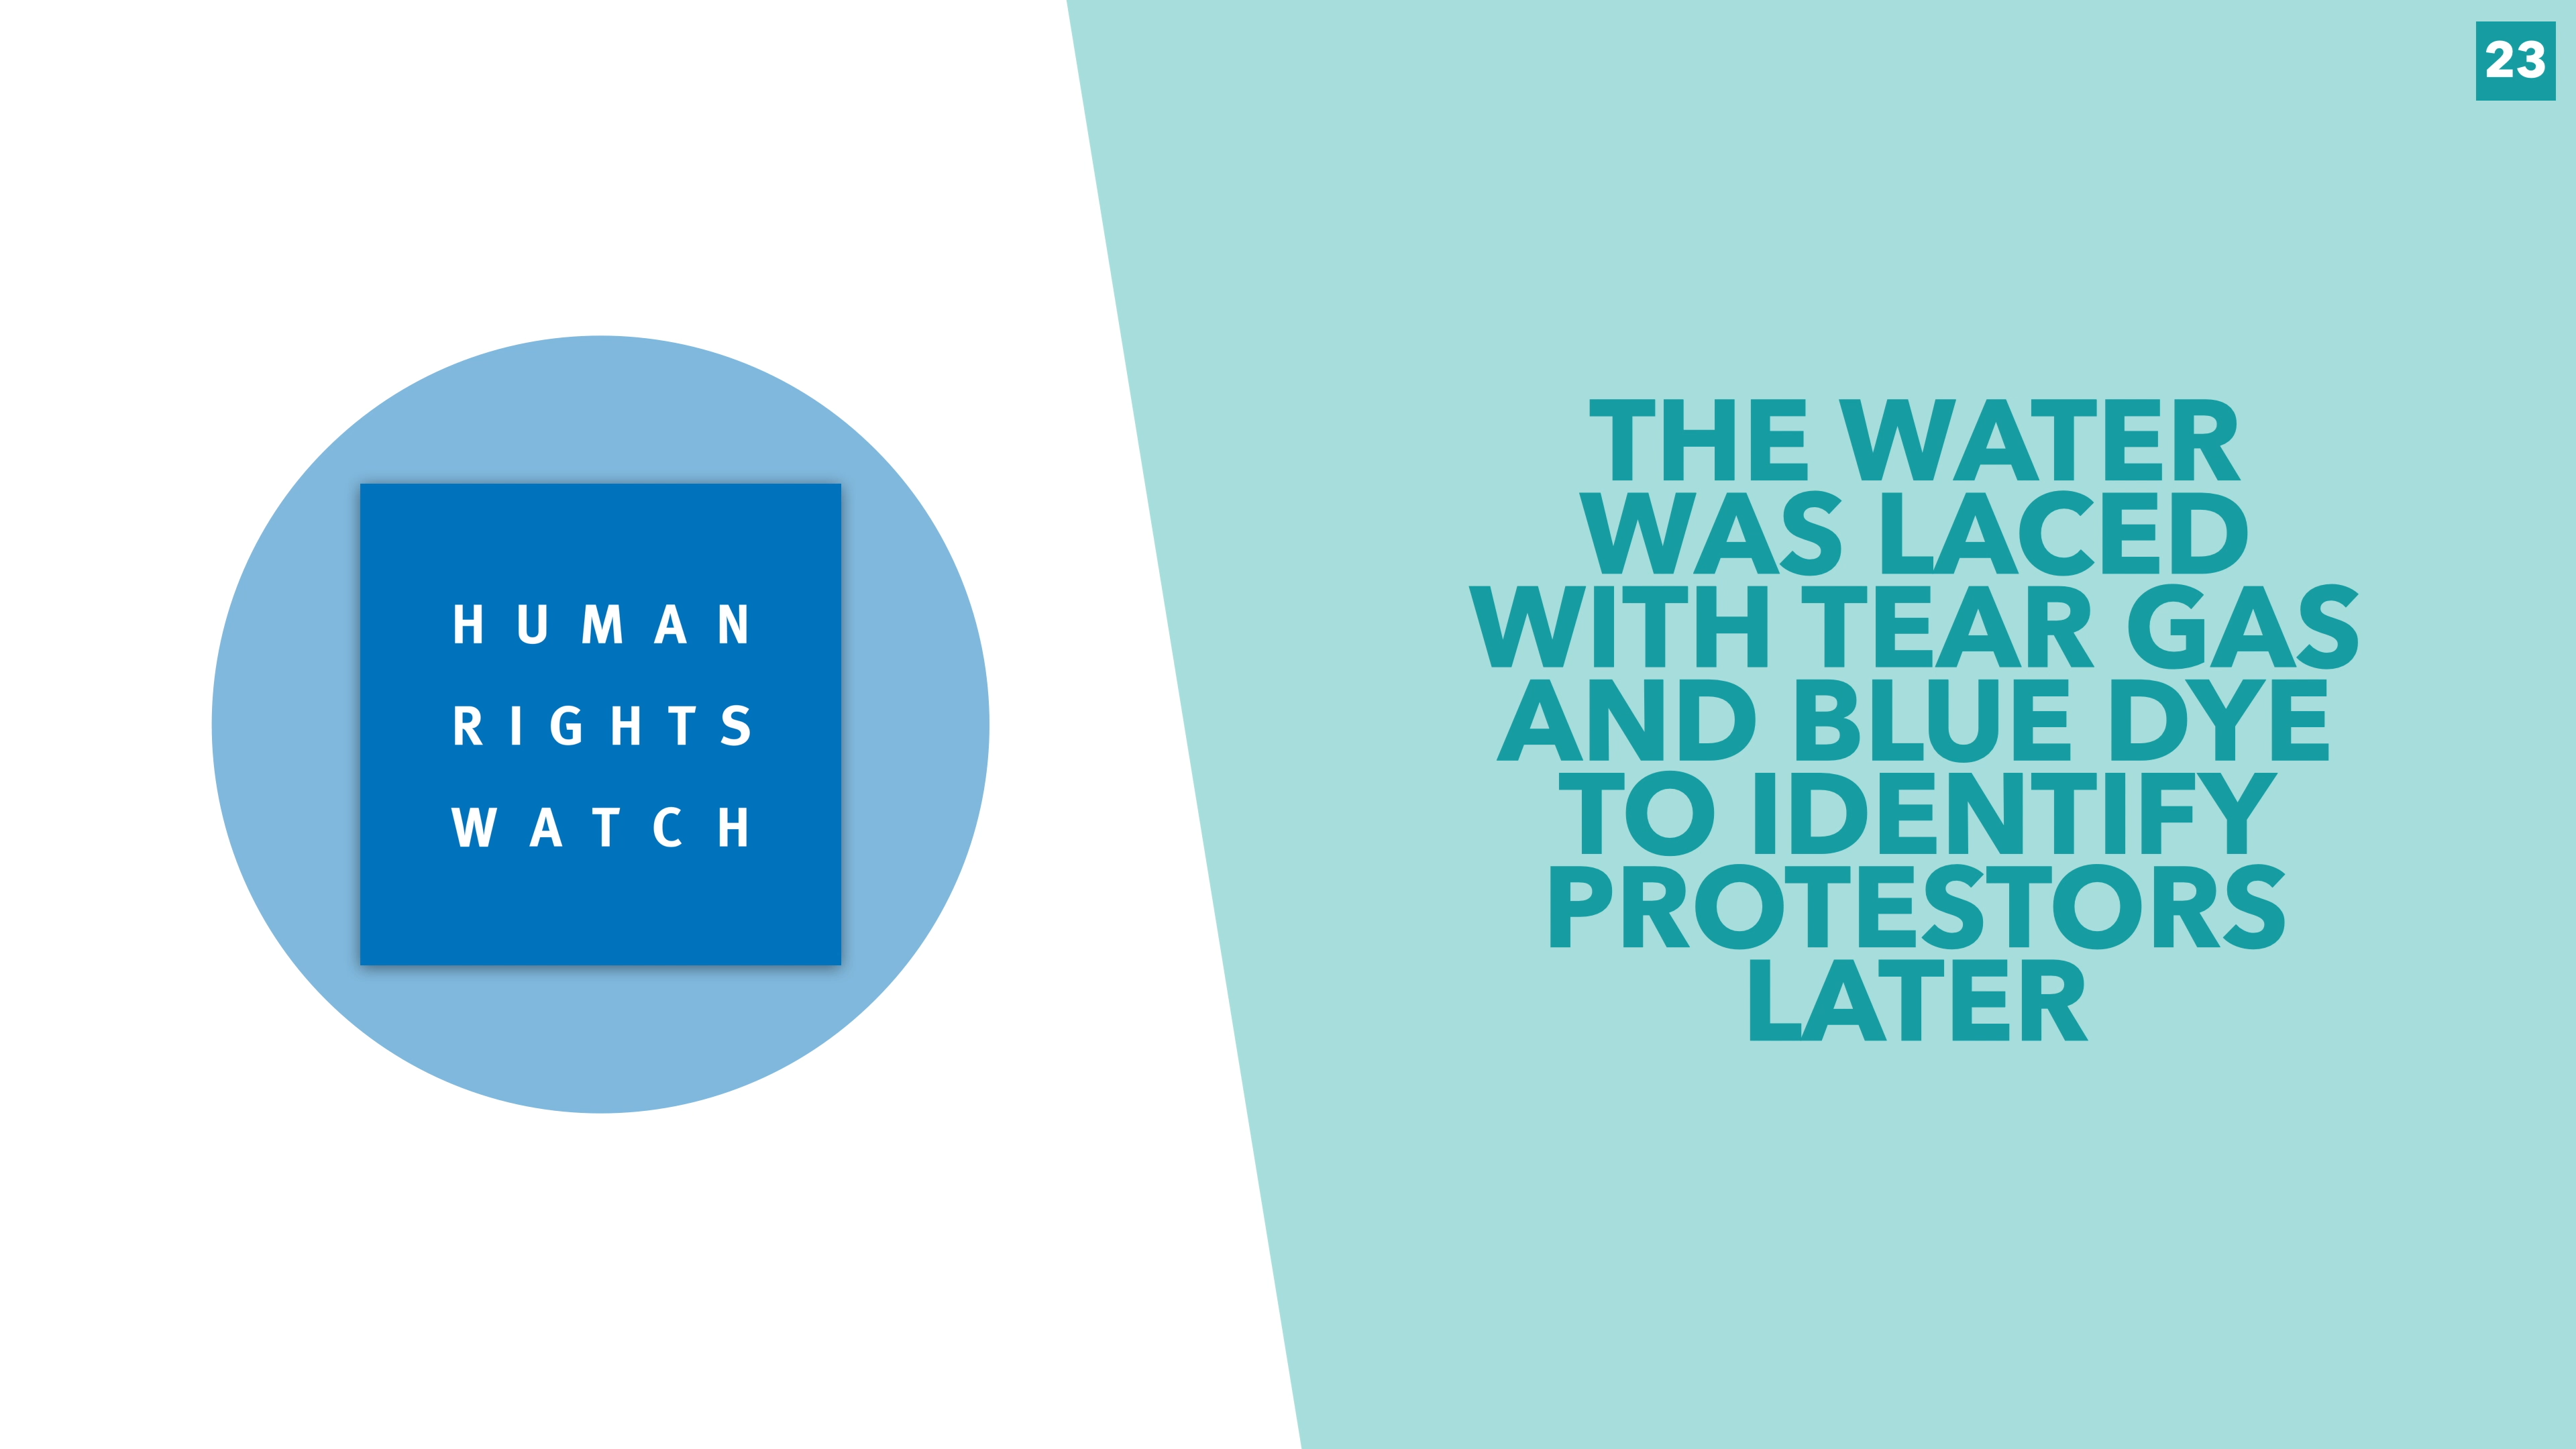 23
HUMAN
RIGHTS
WATCH
THE WATER
WAS LACED
WITH TEAR GAS
AND BLUE DYE
TO IDENTIFY
PROTESTORS
LATER